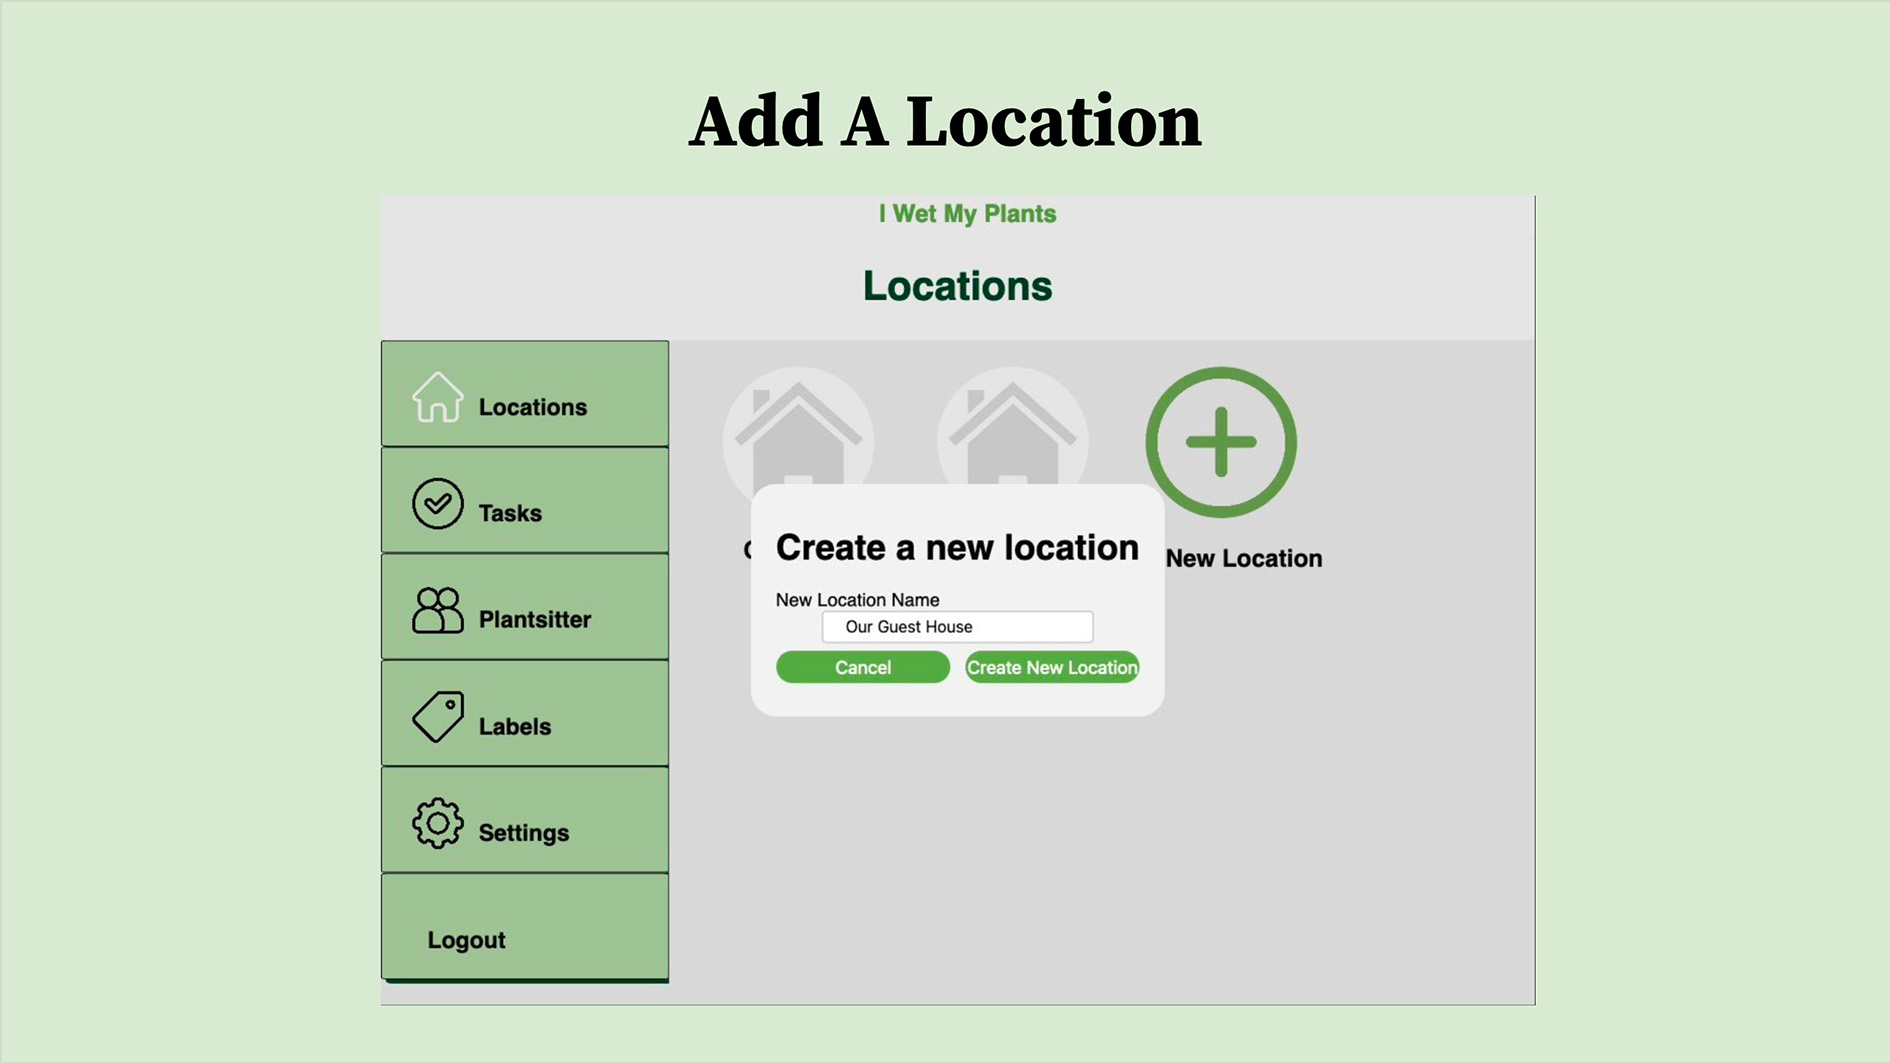 Add A Location
I Wet My Plants
Locations
Locations
Tasks
Plantsitter
Labels
Settings
Logout
New Location
Create a new location
New Location Name
Our Guest House
Cancel
Create New Location